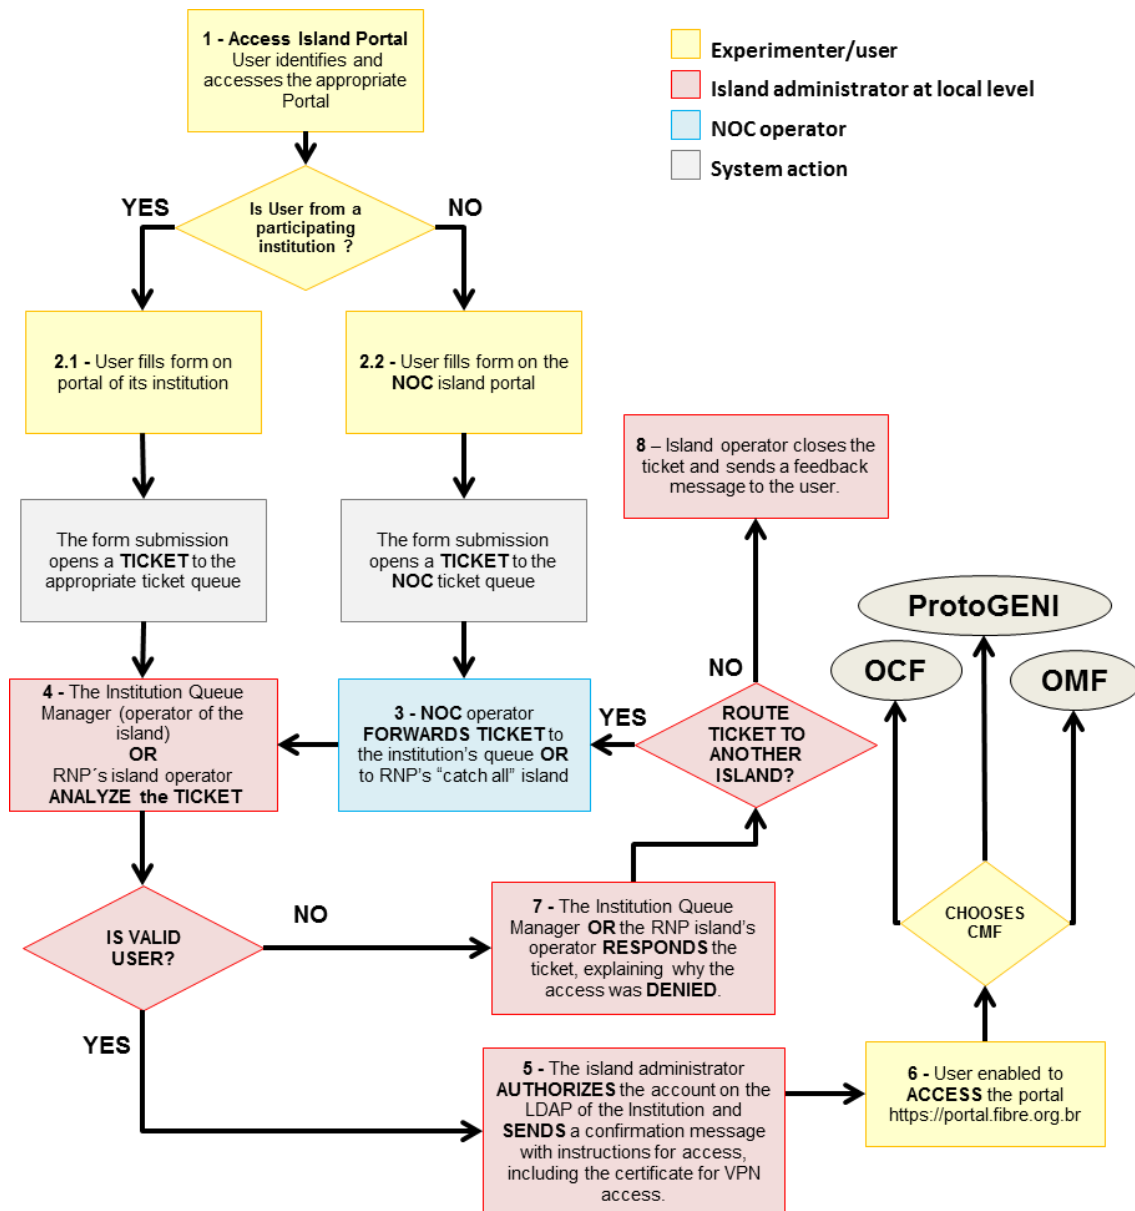 1 - Access Island Portal
User identifies and
accesses the appropriate
Portal
Experimenter/user
Island administrator at local level
NOC operator
System action
YES
NO
Is User from a
participating
institution ?
2.1 - User fills form on
portal of its institution
2.2 - User fills form on the
NOC island portal
The form submission
opens a TICKET to the
appropriate ticket queue
The form submission
opens a TICKET to the
NOC ticket queue
8 – Island operator closes the
ticket and sends a feedback
message to the user.
ProtoGENI
OCF
OMF
NO
YES
ROUTE
TICKET TO
ANOTHER
ISLAND?
4 - The Institution Queue
Manager (operator of the
island)
OR
RNP´s island operator
ANALYZE the TICKET
3 - NOC operator
FORWARDS TICKET to
the institution's queue OR
to RNP's “catch all” island
IS VALID
USER?
NO
7 - The Institution Queue
Manager OR the RNP island's
operator RESPONDS the
ticket, explaining why the
access was DENIED.
CHOOSES
CMF
YES
5 - The island administrator
AUTHORIZES the account on the
LDAP of the Institution and
SENDS a confirmation message
with instructions for access,
including the certificate for VPN
access.
6 - User enabled to
ACCESS the portal
https://portal.fibre.org.br